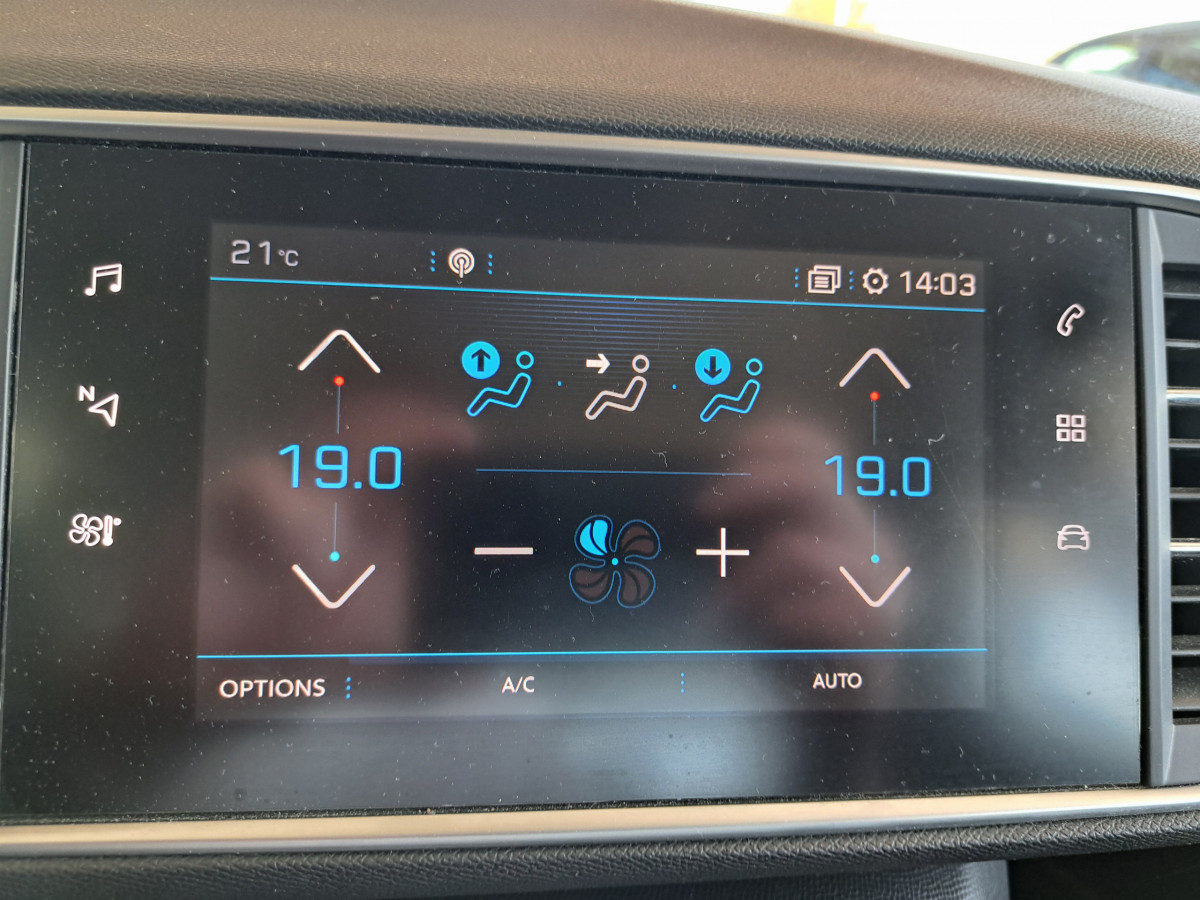 21°C
14:03
N
19.0
19.0
OPTIONS
A/C
AUTO